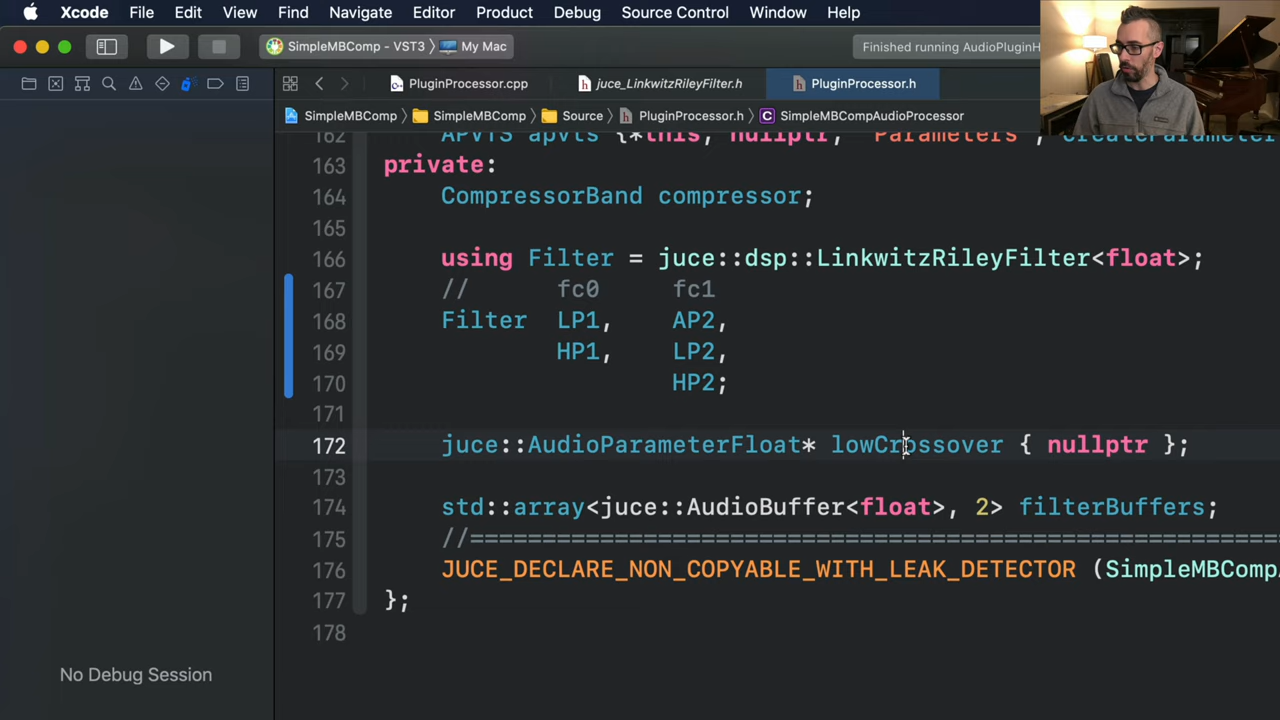 Xcode File Edit View Find Navigate Editor Product Debug Source Control Window Help
SimpleMBComp - VST3 〉 My Mac
Finished running AudioPluginH
PluginProcessor.cpp juce_LinkwitzRileyFilter.h PluginProcessor.h
SimpleMBComp 〉 SimpleMBComp 〉 Source 〉 PluginProcessor.h 〉 C SimpleMBCompAudioProcessor
162 APVTS apvts {*this, nullptr, "Parameters",
163 private:
164 CompressorBand compressor;
165
166 using Filter = juce::dsp::LinkwitzRileyFilter<float>;
167 // fc0 fc1
168 Filter LP1, AP2,
169 HP1, LP2,
170 HP2;
171
172 juce::AudioParameterFloat* lowCrossover { nullptr };
173
174 std::array<juce::AudioBuffer<float>, 2> filterBuffers;
175 //==============================================================
176 JUCE_DECLARE_NON_COPYABLE_WITH_LEAK_DETECTOR (SimpleMBCompA
177 };
178
No Debug Session